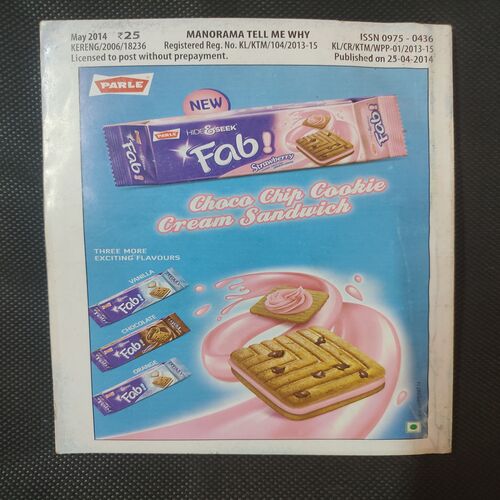 May 2014 ₹25 MANORAMA TELL ME WHY ISSN 0975 - 0436
KERENG/2006/18236 Registered Reg. No. KL/KTM/104/2013-15 KL/CR/KTM/WPP-01/2013-15
Licensed to post without prepayment. Published on 25-04-2014
PARLE
NEW
PARLE HIDE & SEEK
Fab!
Fab!
Fab!
Strawberry
Choco Chip Cookie
Cream Sandwich
THREE MORE
EXCITING FLAVOURS
VANILLA
Fab!
CHOCOLATE
Fab!
ORANGE
Fab!